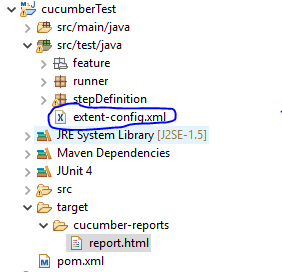 cucumberTest
src/main/java
src/test/java
feature
runner
stepDefinition
extent-config.xml
JRE System Library [J2SE-1.5]
Maven Dependencies
JUnit 4
src
target
cucumber-reports
report.html
pom.xml